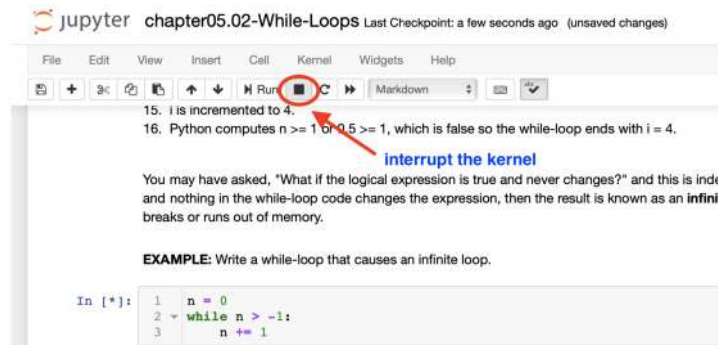 jupyter chapter05.02-While-Loops Last Checkpoint: a few seconds ago (unsaved changes)
File Edit View Insert Cell Kernel Widgets Help
Run Markdown
15. i is incremented to 4.
16. Python computes n >= 1 or 0.5 >= 1, which is false so the while-loop ends with i = 4.
interrupt the kernel
You may have asked, "What if the logical expression is true and never changes?" and this is inde
and nothing in the while-loop code changes the expression, then the result is known as an infini
breaks or runs out of memory.
EXAMPLE: Write a while-loop that causes an infinite loop.
In [*]: 1 n = 0
2 while n > -1:
3 n += 1